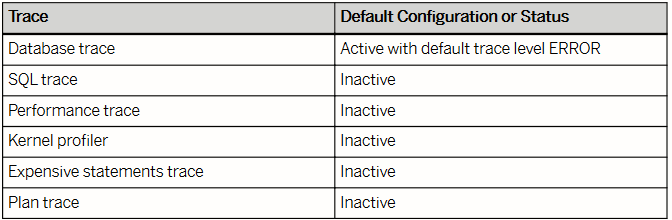 Trace Default Configuration or Status
Database trace Active with default trace level ERROR
SQL trace Inactive
Performance trace Inactive
Kernel profiler Inactive
Expensive statements trace Inactive
Plan trace Inactive